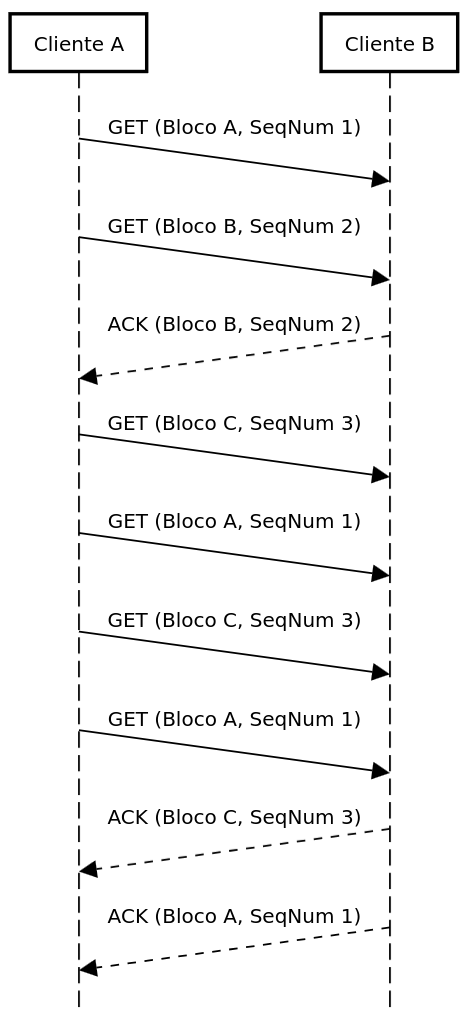 Cliente A
Cliente B
GET (Bloco A, SeqNum 1)
GET (Bloco B, SeqNum 2)
ACK (Bloco B, SeqNum 2)
GET (Bloco C, SeqNum 3)
GET (Bloco A, SeqNum 1)
GET (Bloco C, SeqNum 3)
GET (Bloco A, SeqNum 1)
ACK (Bloco C, SeqNum 3)
ACK (Bloco A, SeqNum 1)